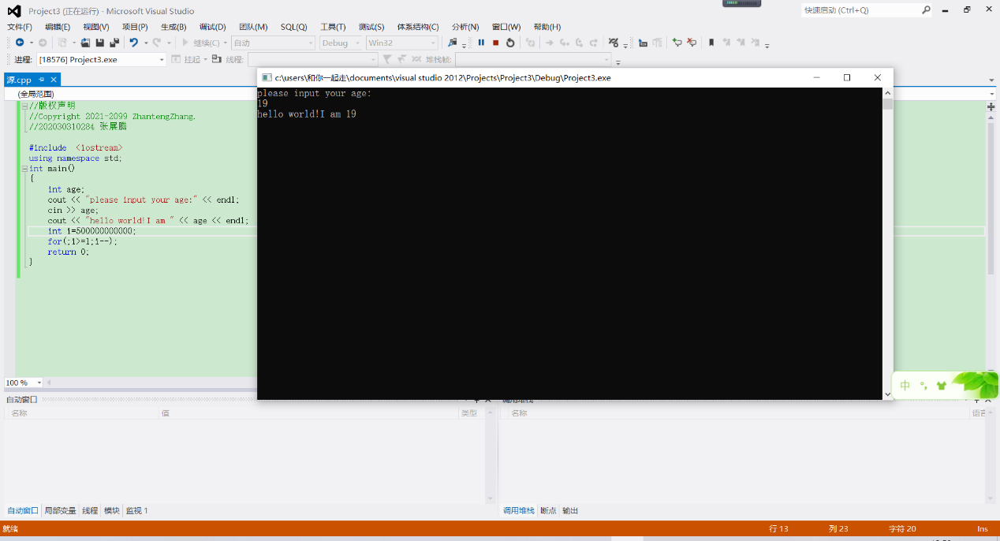 Project3 (正在运行) - Microsoft Visual Studio
快速启动 (Ctrl+Q)
文件(F) 编辑(E) 视图(V) 项目(P) 生成(B) 调试(D) 团队(M) SQL(Q) 工具(T) 测试(S) 体系结构(C) 分析(N) 窗口(W) 帮助(H)
继续(C) 自动 Debug Win32
进程: [18576] Project3.exe 挂起 线程: 堆栈帧:
源.cpp
(全局范围)
//版权声明
//Copyright 2021-2099 ZhantengZhang.
//202030310284 张展腾
#include <iostream>
using namespace std;
int main()
{
int age;
cout << "please input your age:" << endl;
cin >> age;
cout << "hello world!I am " << age << endl;
int i=500000000000;
for(;i>=1;i--);
return 0;
}
c:\users\和你一起走\documents\visual studio 2012\Projects\Project3\Debug\Project3.exe
please input your age:
19
hello world!I am 19
中
100 %
自动窗口
调用堆栈
名称 值 类型
名称 语言
自动窗口 局部变量 线程 模块 监视 1
调用堆栈 断点 输出
就绪 行 13 列 23 字符 20 Ins